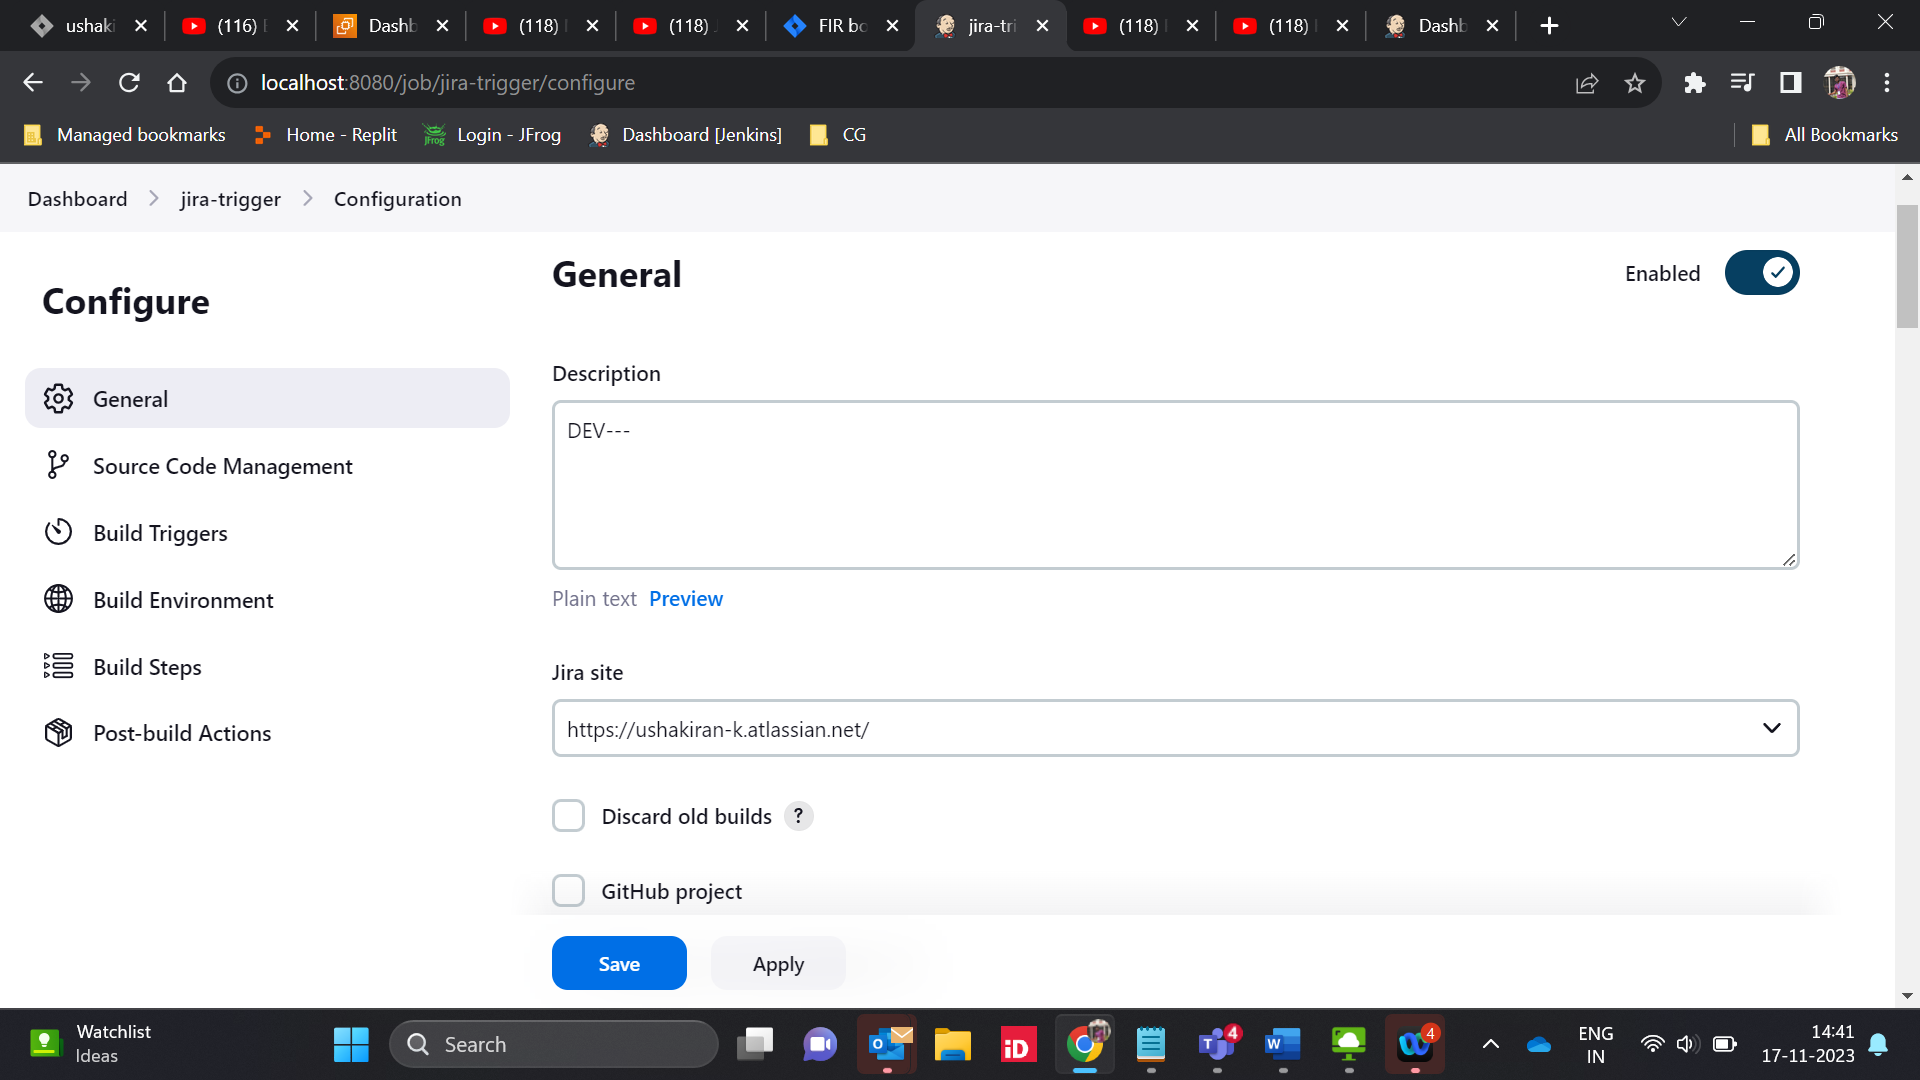 ushaki
(116)
Dashb
(118)
(118)
FIR bo
jira-tri
(118)
(118)
Dashb
localhost:8080/job/jira-trigger/configure
Managed bookmarks
Home - Replit
Login - JFrog
Dashboard [Jenkins]
CG
All Bookmarks
Dashboard
jira-trigger
Configuration
Configure
General
Source Code Management
Build Triggers
Build Environment
Build Steps
Post-build Actions
General
Enabled
Description
DEV---
Plain text Preview
Jira site
https://ushakiran-k.atlassian.net/
Discard old builds ?
GitHub project
Save
Apply
Watchlist
Ideas
Search
iD
4
4
ENG
IN
14:41
17-11-2023